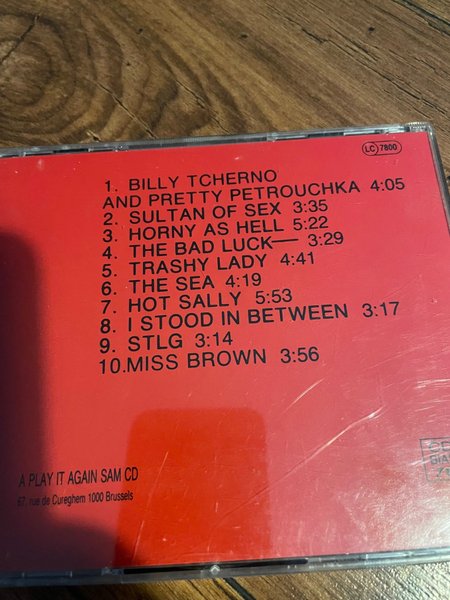 LC 7800
1. BILLY TCHERNO
AND PRETTY PETROUCHKA 4:05
2. SULTAN OF SEX 3:35
3. HORNY AS HELL 5:22
4. THE BAD LUCK— 3:29
5. TRASHY LADY 4:41
6. THE SEA 4:19
7. HOT SALLY 5:53
8. I STOOD IN BETWEEN 3:17
9. STLG 3:14
10. MISS BROWN 3:56
A PLAY IT AGAIN SAM CD
67, rue de Cureghem 1000 Brussels